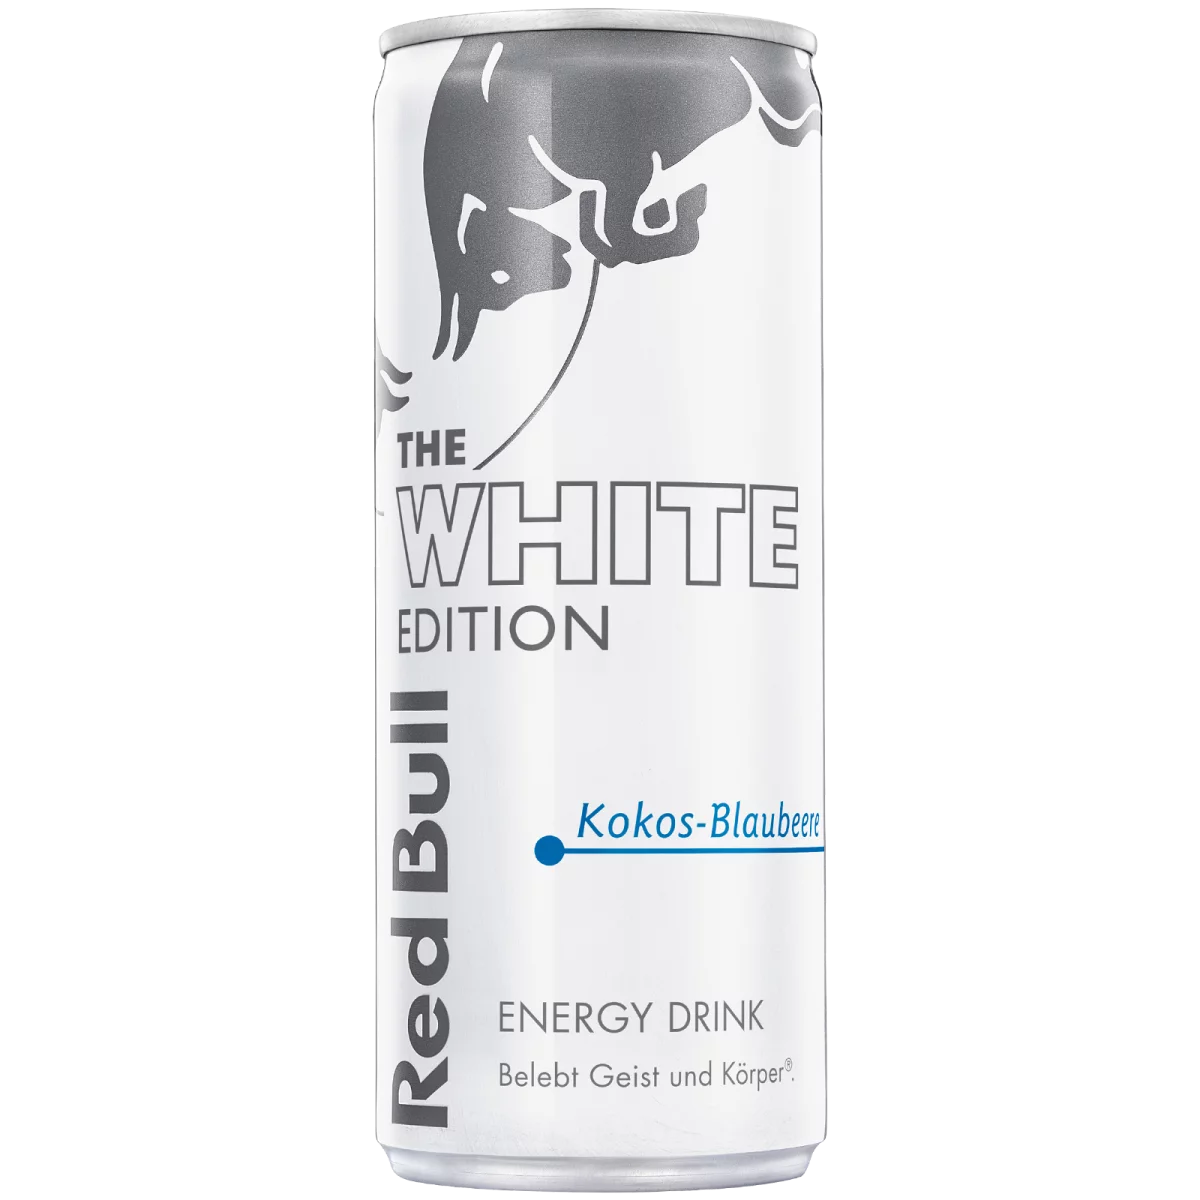 THE
WHITE
EDITION
Red Bull
Kokos-Blaubeere
ENERGY DRINK
Belebt Geist und Körper®.